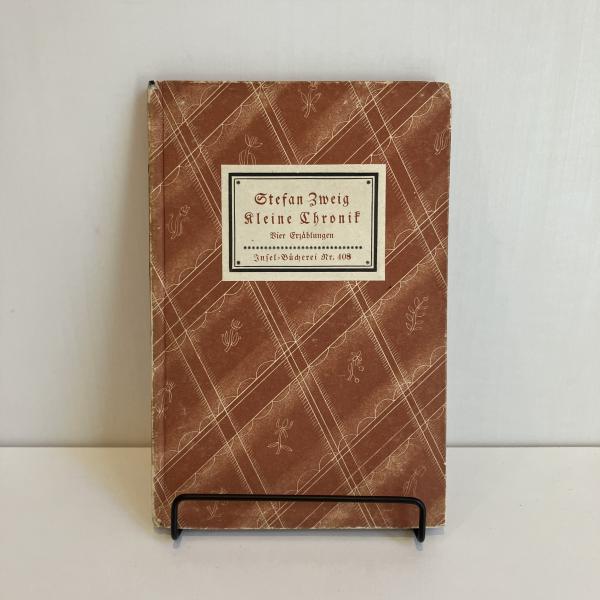 Stefan Zweig
Kleine Chronik
Vier Erzählungen
Insel-Bücherei Nr. 408